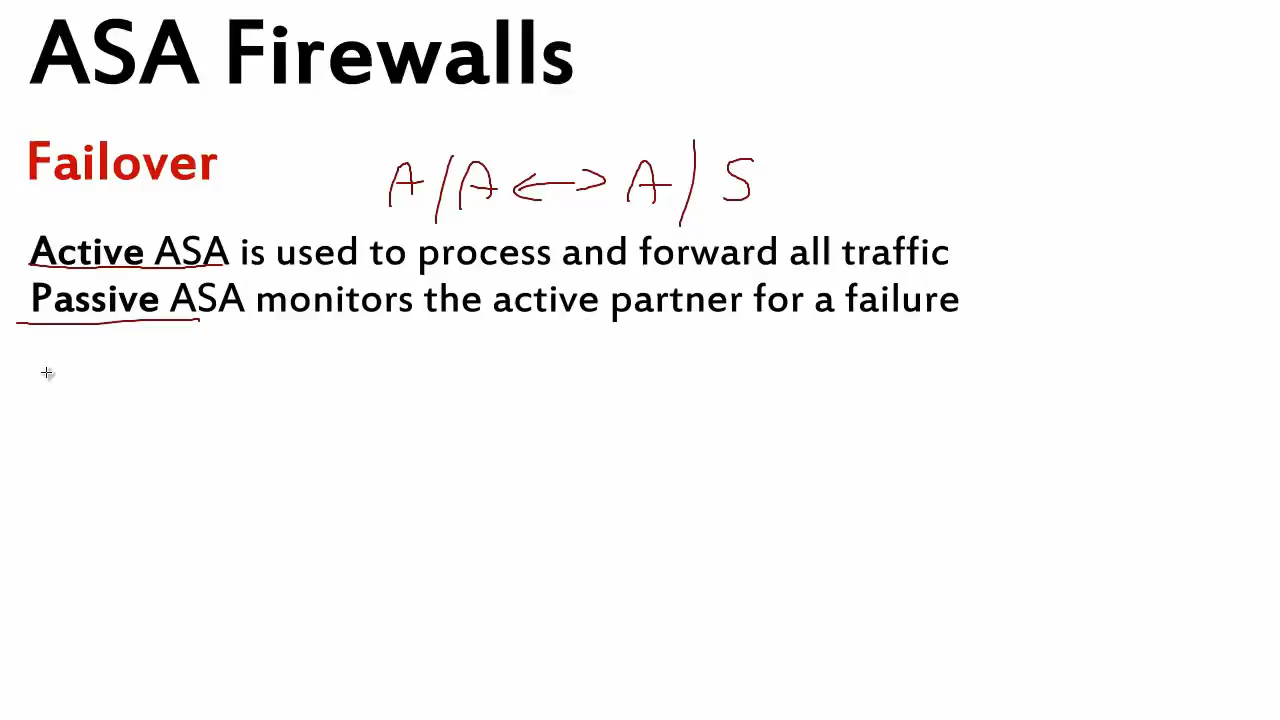 ASA Firewalls
Failover
A/A <-> A/S
Active ASA is used to process and forward all traffic
Passive ASA monitors the active partner for a failure